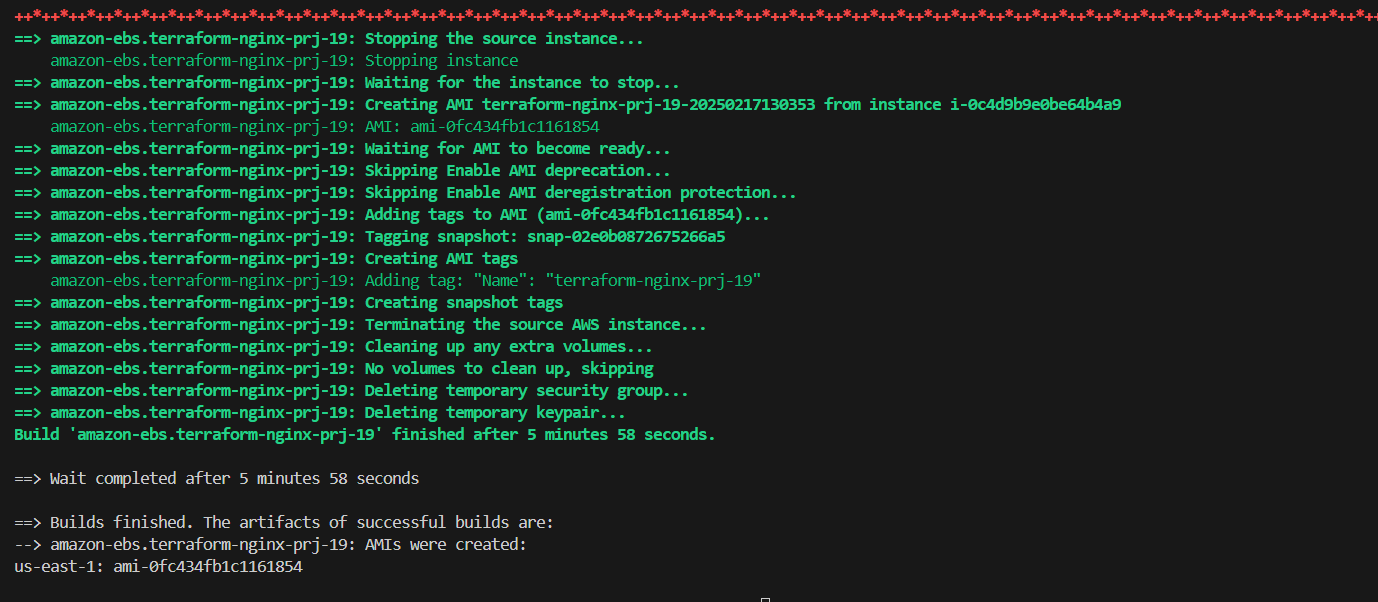 ++*++*++*++*++*++*++*++*++*++*++*++*++*++*++*++*++*++*++*++*++*++*++*++*++*++*++*++*++*++*++*++*++*++*++*++*++*++*++*++*++*++*++*++*++*++*++*++*++*++*++
==> amazon-ebs.terraform-nginx-prj-19: Stopping the source instance...
    amazon-ebs.terraform-nginx-prj-19: Stopping instance
==> amazon-ebs.terraform-nginx-prj-19: Waiting for the instance to stop...
==> amazon-ebs.terraform-nginx-prj-19: Creating AMI terraform-nginx-prj-19-20250217130353 from instance i-0c4d9b9e0be64b4a9
    amazon-ebs.terraform-nginx-prj-19: AMI: ami-0fc434fb1c1161854
==> amazon-ebs.terraform-nginx-prj-19: Waiting for AMI to become ready...
==> amazon-ebs.terraform-nginx-prj-19: Skipping Enable AMI deprecation...
==> amazon-ebs.terraform-nginx-prj-19: Skipping Enable AMI deregistration protection...
==> amazon-ebs.terraform-nginx-prj-19: Adding tags to AMI (ami-0fc434fb1c1161854)...
==> amazon-ebs.terraform-nginx-prj-19: Tagging snapshot: snap-02e0b0872675266a5
==> amazon-ebs.terraform-nginx-prj-19: Creating AMI tags
    amazon-ebs.terraform-nginx-prj-19: Adding tag: "Name": "terraform-nginx-prj-19"
==> amazon-ebs.terraform-nginx-prj-19: Creating snapshot tags
==> amazon-ebs.terraform-nginx-prj-19: Terminating the source AWS instance...
==> amazon-ebs.terraform-nginx-prj-19: Cleaning up any extra volumes...
==> amazon-ebs.terraform-nginx-prj-19: No volumes to clean up, skipping
==> amazon-ebs.terraform-nginx-prj-19: Deleting temporary security group...
==> amazon-ebs.terraform-nginx-prj-19: Deleting temporary keypair...
Build 'amazon-ebs.terraform-nginx-prj-19' finished after 5 minutes 58 seconds.
==> Wait completed after 5 minutes 58 seconds
==> Builds finished. The artifacts of successful builds are:
--> amazon-ebs.terraform-nginx-prj-19: AMIs were created:
us-east-1: ami-0fc434fb1c1161854